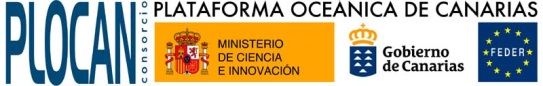 PLOCAN
consorcio
PLATAFORMA OCEANICA DE CANARIAS
MINISTERIO
DE CIENCIA
E INNOVACIÓN
Gobierno
de Canarias
FEDER